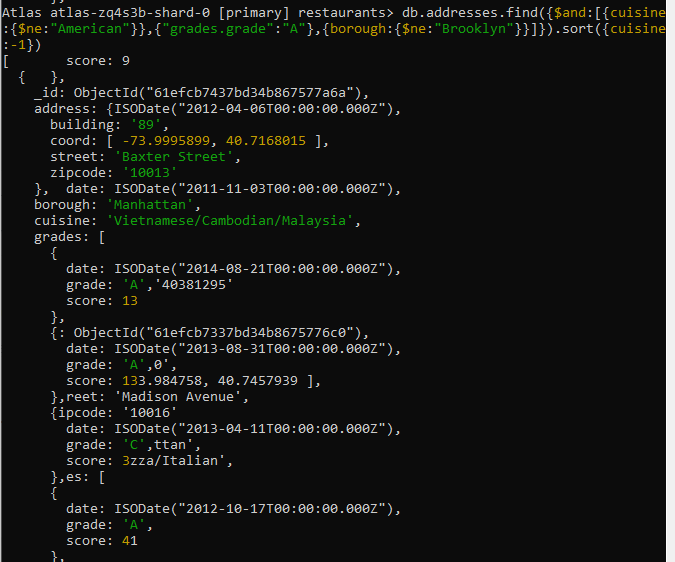 Atlas atlas-zq4s3b-shard-0 [primary] restaurants> db.addresses.find({$and:[{cuisine
:{$ne:"American"}},{"grades.grade":"A"},{borough:{$ne:"Brooklyn"}}]}).sort({cuisine
:-1})
[       score: 9
  {   },
    _id: ObjectId("61efcb7437bd34b867577a6a"),
    address: {ISODate("2012-04-06T00:00:00.000Z"),
      building: '89',
      coord: [ -73.9995899, 40.7168015 ],
      street: 'Baxter Street',
      zipcode: '10013'
    },  date: ISODate("2011-11-03T00:00:00.000Z"),
    borough: 'Manhattan',
    cuisine: 'Vietnamese/Cambodian/Malaysia',
    grades: [
      {
        date: ISODate("2014-08-21T00:00:00.000Z"),
        grade: 'A','40381295'
        score: 13
      },
      {: ObjectId("61efcb7337bd34b8675776c0"),
        date: ISODate("2013-08-31T00:00:00.000Z"),
        grade: 'A',0',
        score: 133.984758, 40.7457939 ],
      },reet: 'Madison Avenue',
      {ipcode: '10016'
        date: ISODate("2013-04-11T00:00:00.000Z"),
        grade: 'C',ttan',
        score: 3zza/Italian',
      },es: [
      {
        date: ISODate("2012-10-17T00:00:00.000Z"),
        grade: 'A',
        score: 41
      },